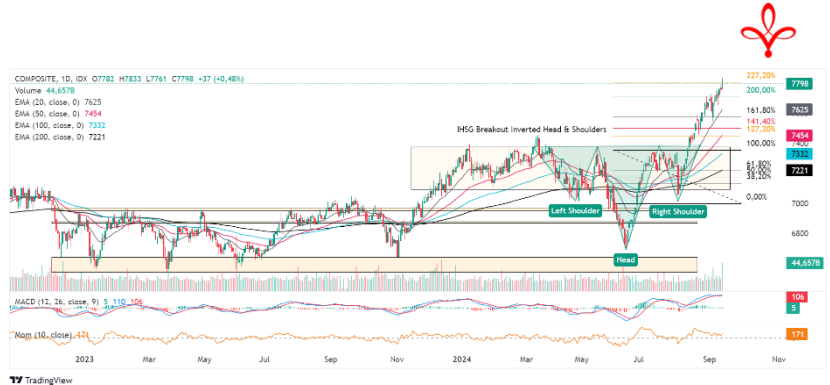 COMPOSITE, 1D, IDX O7782 H7833 L7761 C7798 +37 (+0,48%)
Volume 44,657B
EMA (20, close, 0) 7625
EMA (50, close, 0) 7454
EMA (100, close, 0) 7332
EMA (200, close, 0) 7221
227,20%
200,00%
161,80%
141,40%
127,20%
100,00%
61,80%
38,20%
0,00%
7798
7625
7454
7400
7332
7221
7000
6800
44,657B
IHSG Breakout Inverted Head & Shoulders
Left Shoulder
Right Shoulder
Head
MACD (12, 26, close, 9) 5 110 106
106
5
Mom (10, close) 171
171
2023 Mar May Jul Sep Nov 2024 Mar May Jul Sep Nov
TradingView